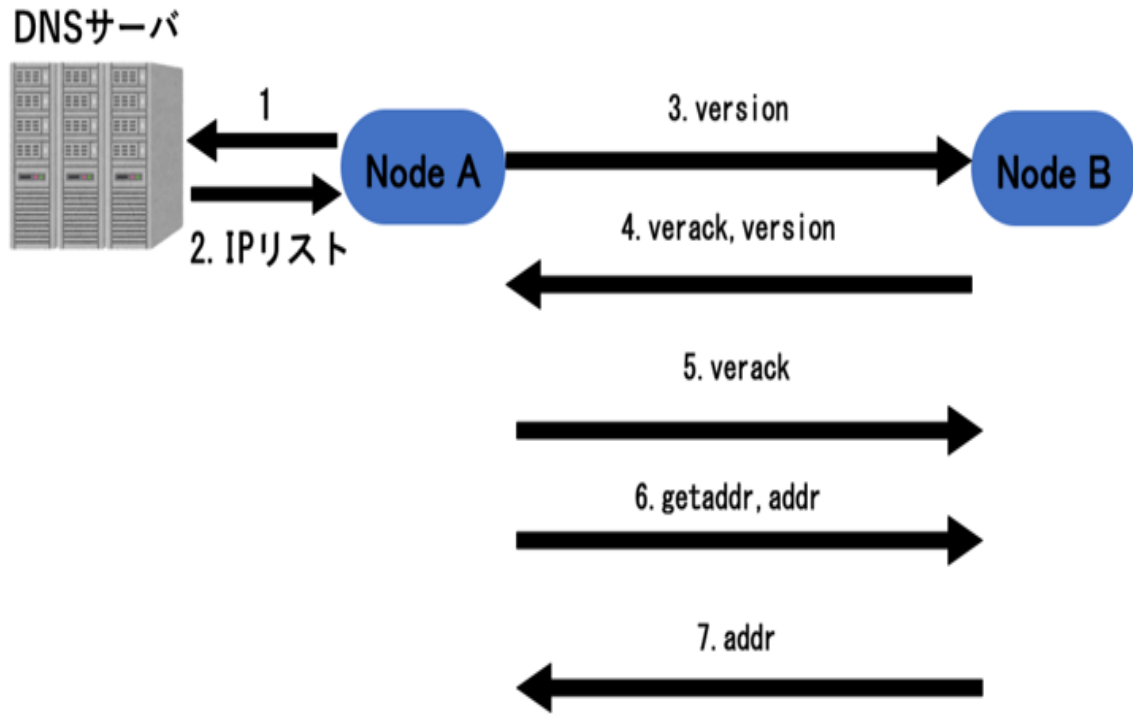 DNSサーバ
1
2. IPリスト
Node A
3. version
Node B
4. verack, version
5. verack
6. getaddr, addr
7. addr